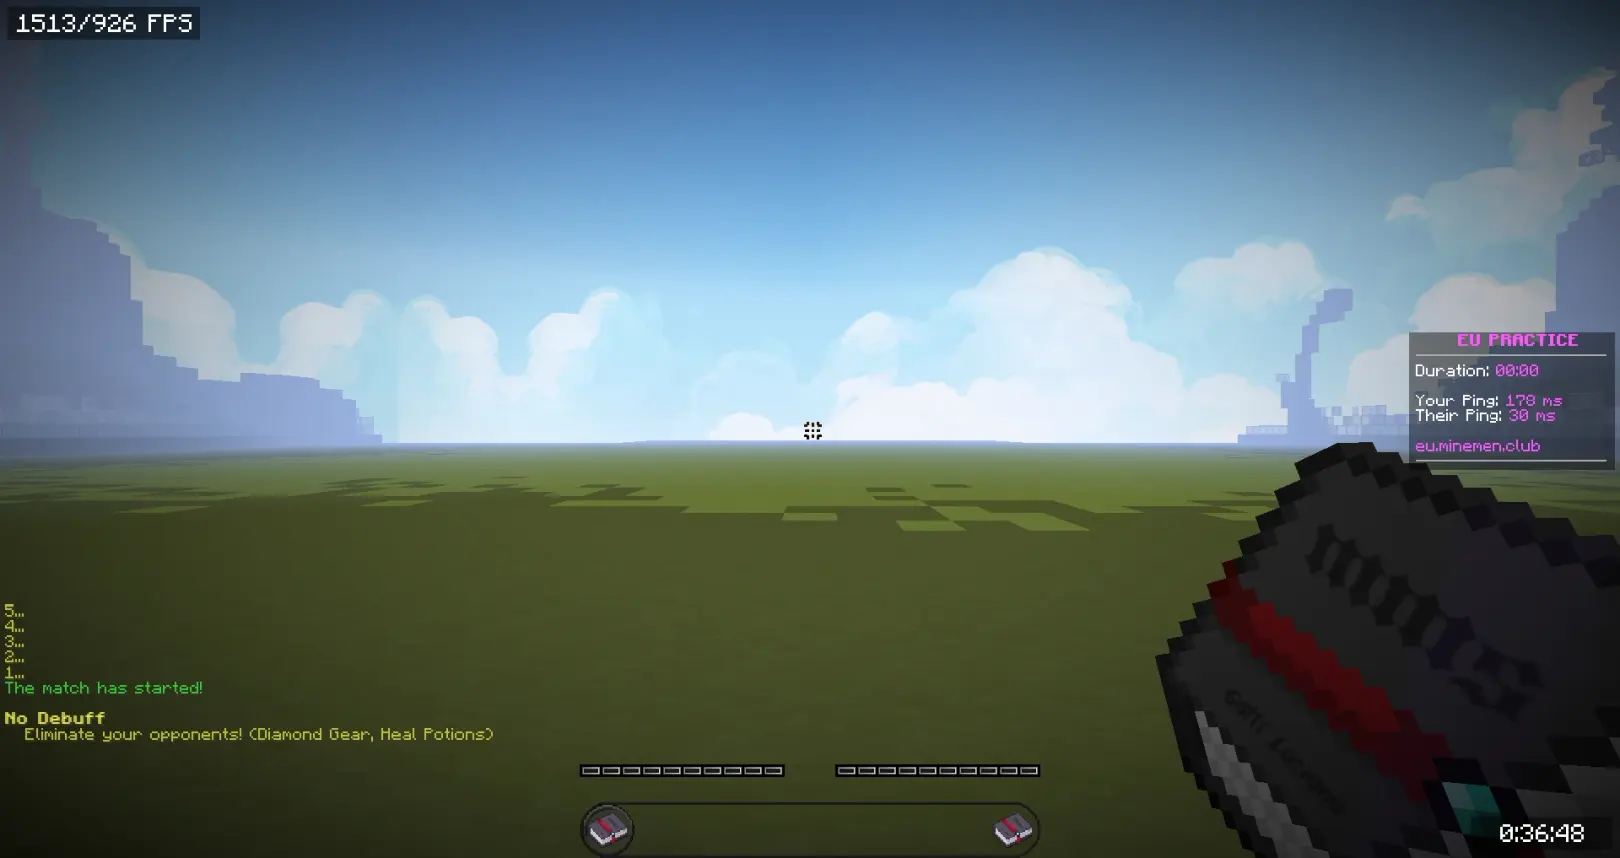 1513/926 FPS
EU PRACTICE
Duration: 00:00
Your Ping: 178 ms
Their Ping: 30 ms
eu.minemen.club
5...
4...
3...
2...
1...
The match has started!
No Debuff
Eliminate your opponents! (Diamond Gear, Heal Potions)
0:36:48